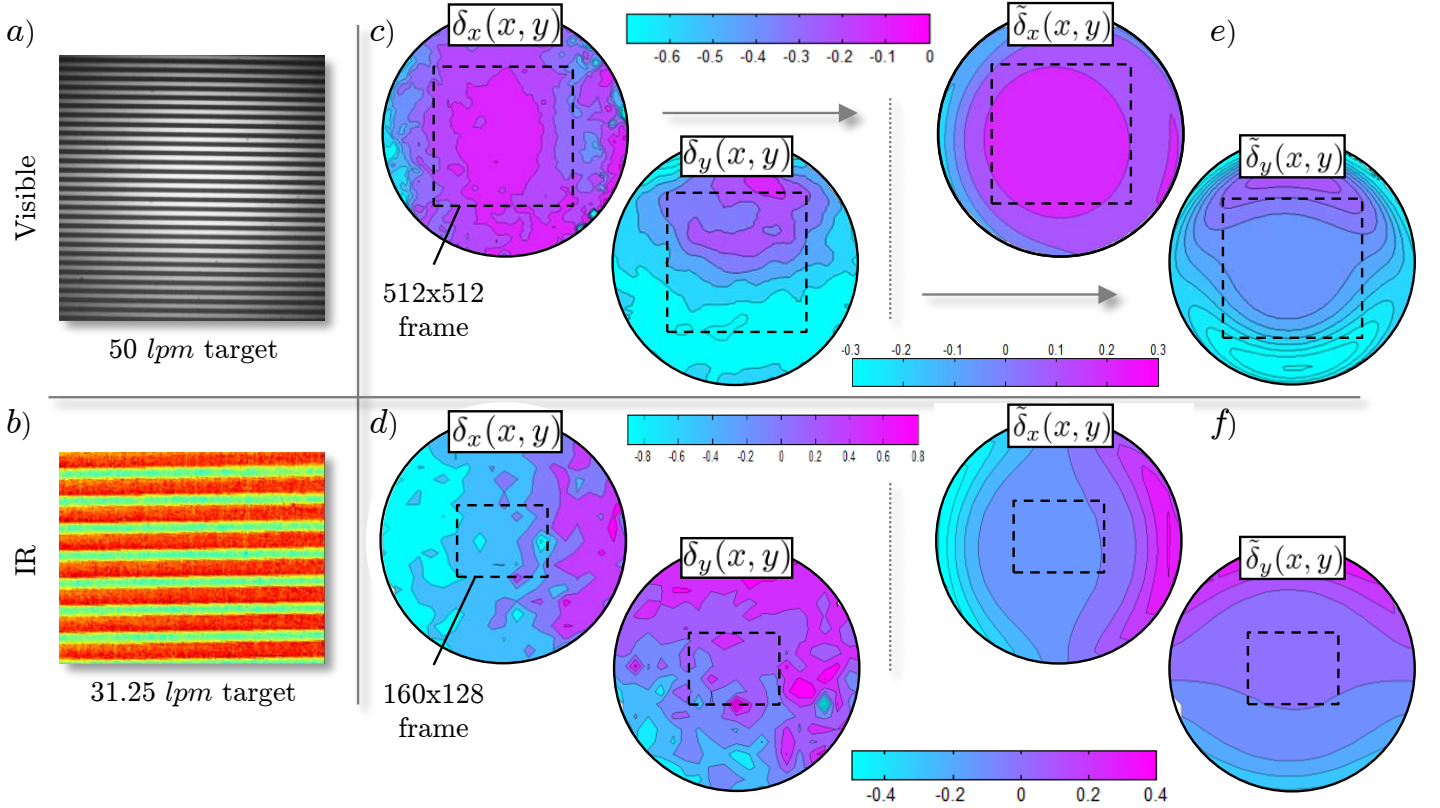 a)
Visible
50 lpm target
c)
δx(x, y)
-0.6 -0.5 -0.4 -0.3 -0.2 -0.1 0
δ̃x(x, y)
e)
δy(x, y)
δ̃y(x, y)
512x512
frame
-0.3 -0.2 -0.1 0 0.1 0.2 0.3
b)
IR
31.25 lpm target
d)
δx(x, y)
-0.8 -0.6 -0.4 -0.2 0 0.2 0.4 0.6 0.8
δ̃x(x, y)
f)
δy(x, y)
δ̃y(x, y)
160x128
frame
-0.4 -0.2 0 0.2 0.4